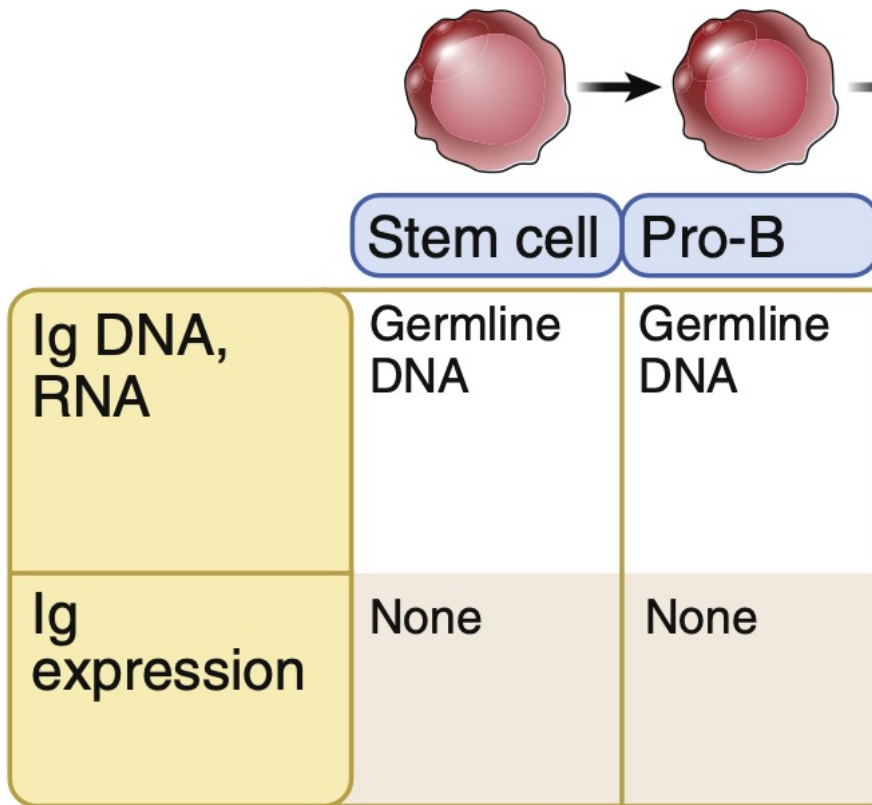 Stem cell
Pro-B
Ig DNA,
RNA
Germline
DNA
Germline
DNA
Ig
expression
None
None